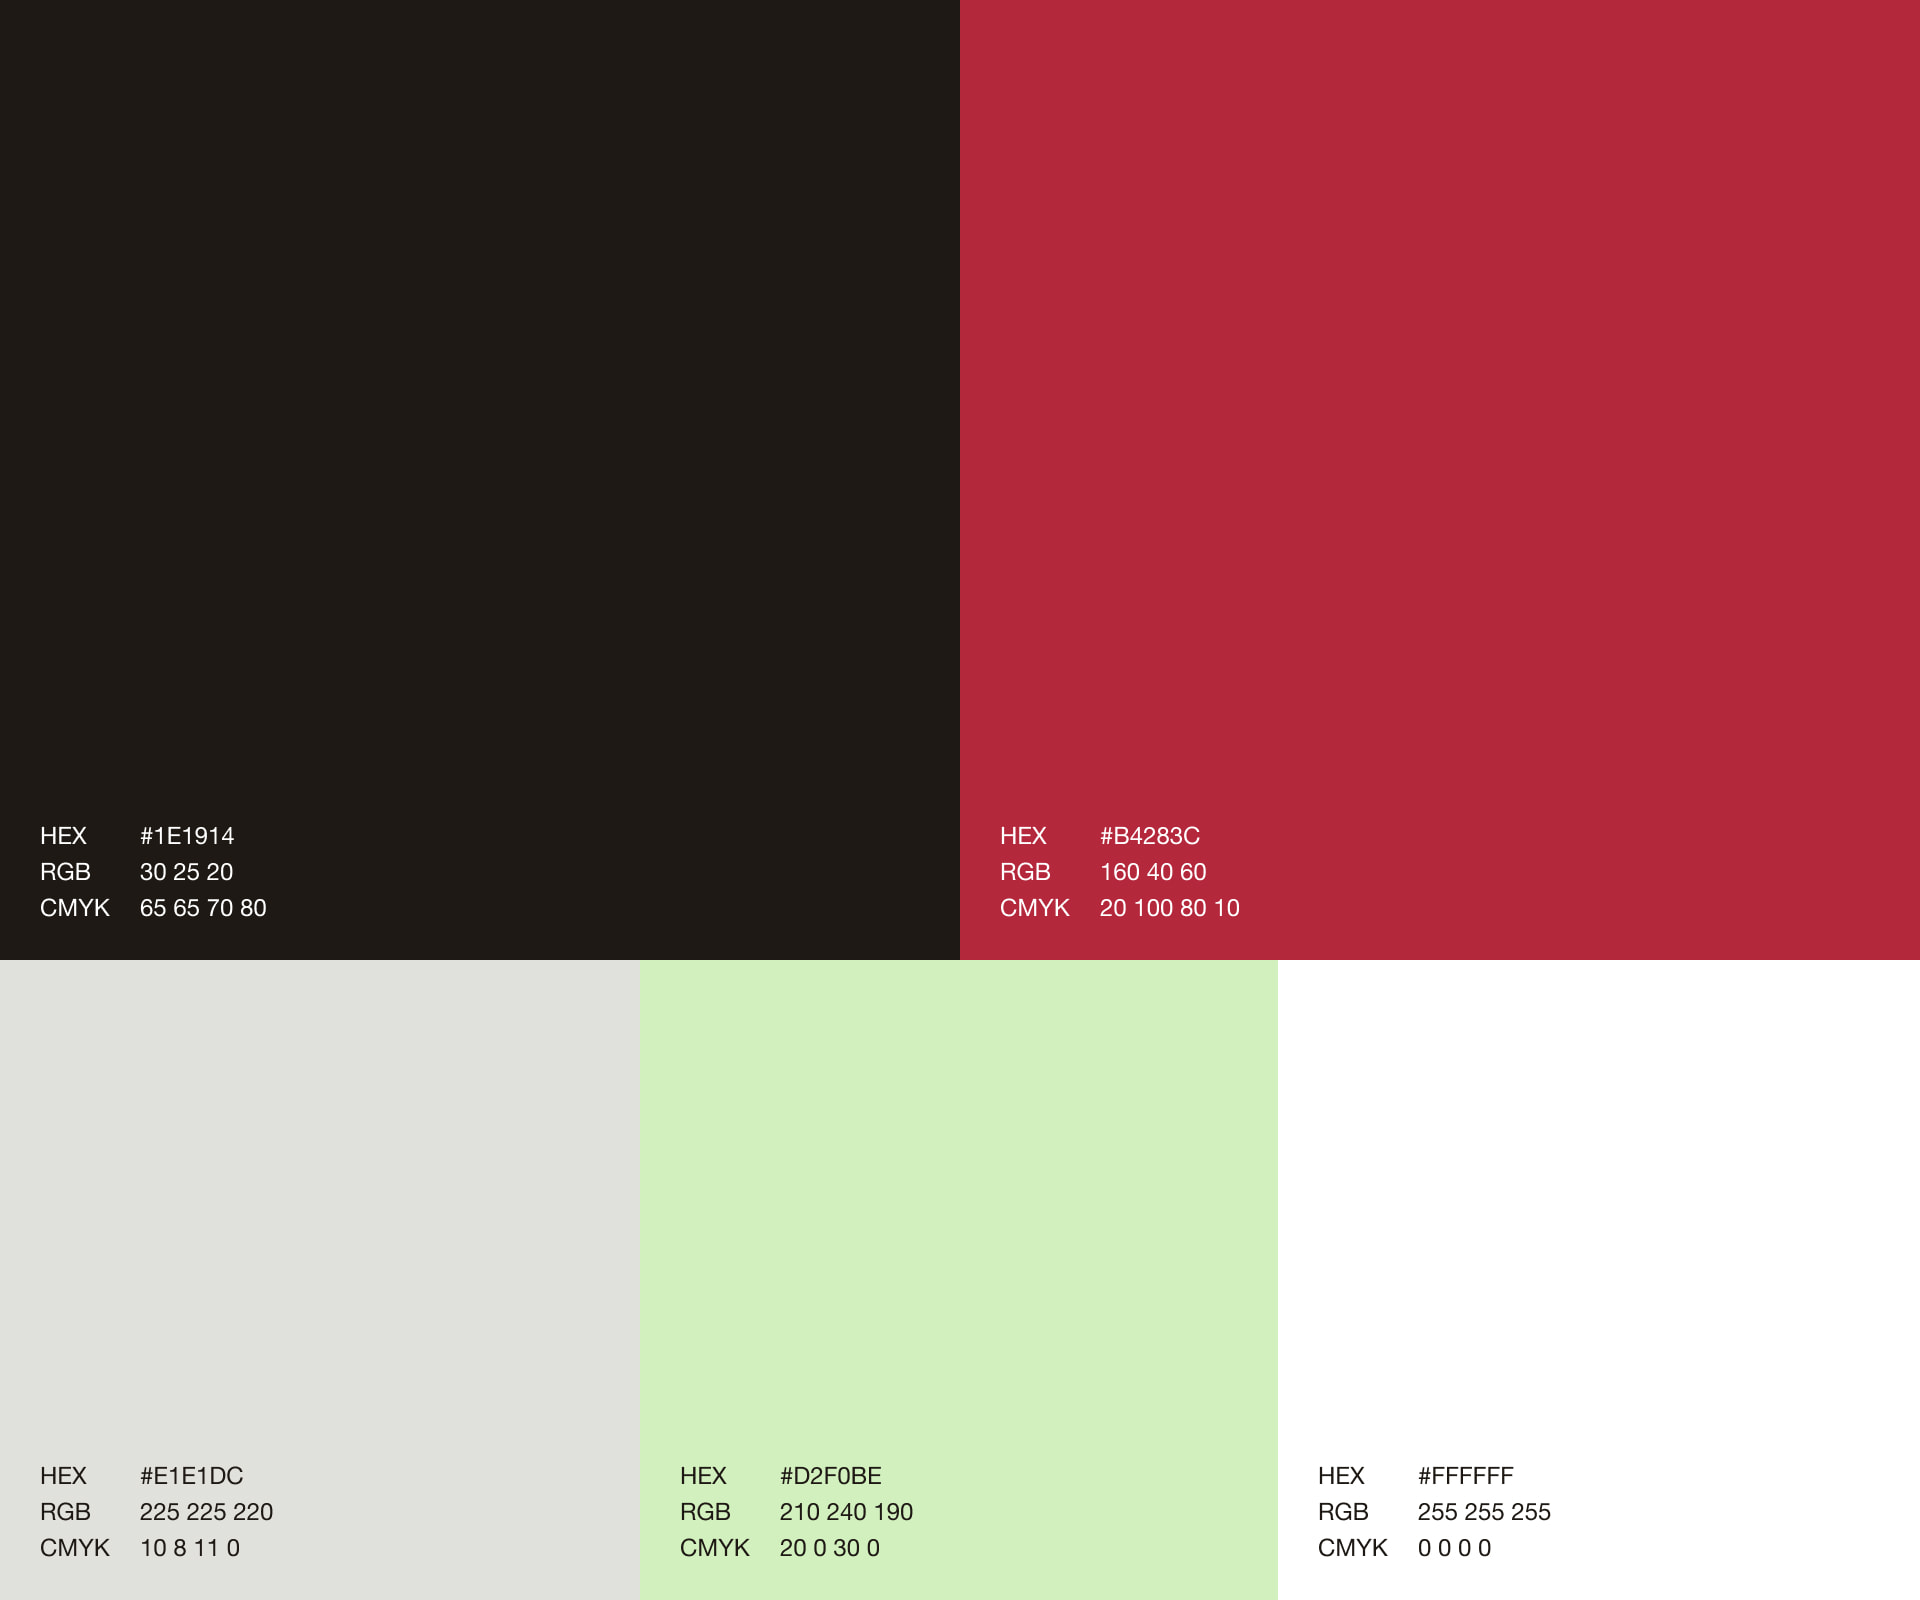 HEX #1E1914
RGB 30 25 20
CMYK 65 65 70 80
HEX #B4283C
RGB 160 40 60
CMYK 20 100 80 10
HEX #E1E1DC
RGB 225 225 220
CMYK 10 8 11 0
HEX #D2F0BE
RGB 210 240 190
CMYK 20 0 30 0
HEX #FFFFFF
RGB 255 255 255
CMYK 0 0 0 0